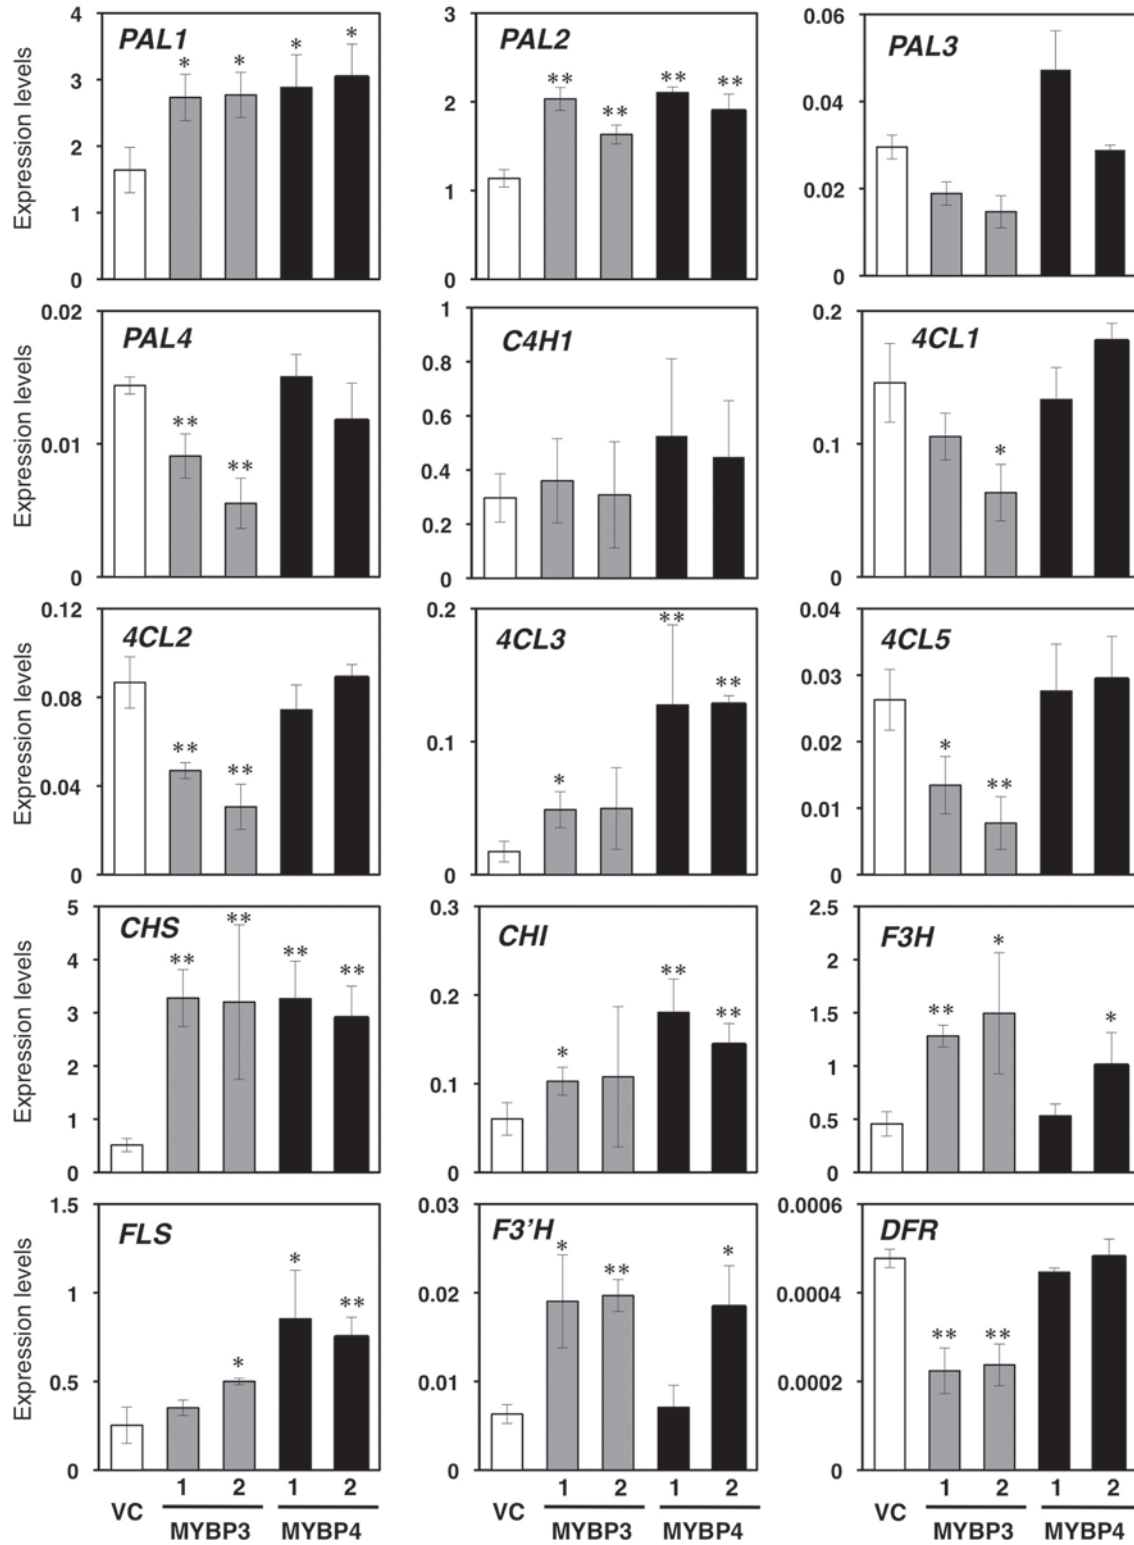 PAL1
PAL2
PAL3
Expression levels
4
3
2
1
0
* * * *
3
2
1
0
** ** ** **
0.06
0.04
0.02
0
PAL4
C4H1
4CL1
Expression levels
0.02
0.01
0
** **
1
0.8
0.6
0.4
0.2
0
0.2
0.1
0
*
4CL2
4CL3
4CL5
Expression levels
0.12
0.08
0.04
0
** **
0.2
0.1
0
* ** **
0.04
0.03
0.02
0.01
0
* **
CHS
CHI
F3H
Expression levels
5
4
3
2
1
0
** ** ** **
0.3
0.2
0.1
0
* ** **
2.5
2
1.5
1
0.5
0
** * *
FLS
F3’H
DFR
Expression levels
1.5
1
0.5
0
* * **
0.03
0.02
0.01
0
* ** *
0.0006
0.0004
0.0002
0
** **
1 2 1 2
VC
MYBP3 MYBP4
1 2 1 2
VC
MYBP3 MYBP4
1 2 1 2
VC
MYBP3 MYBP4